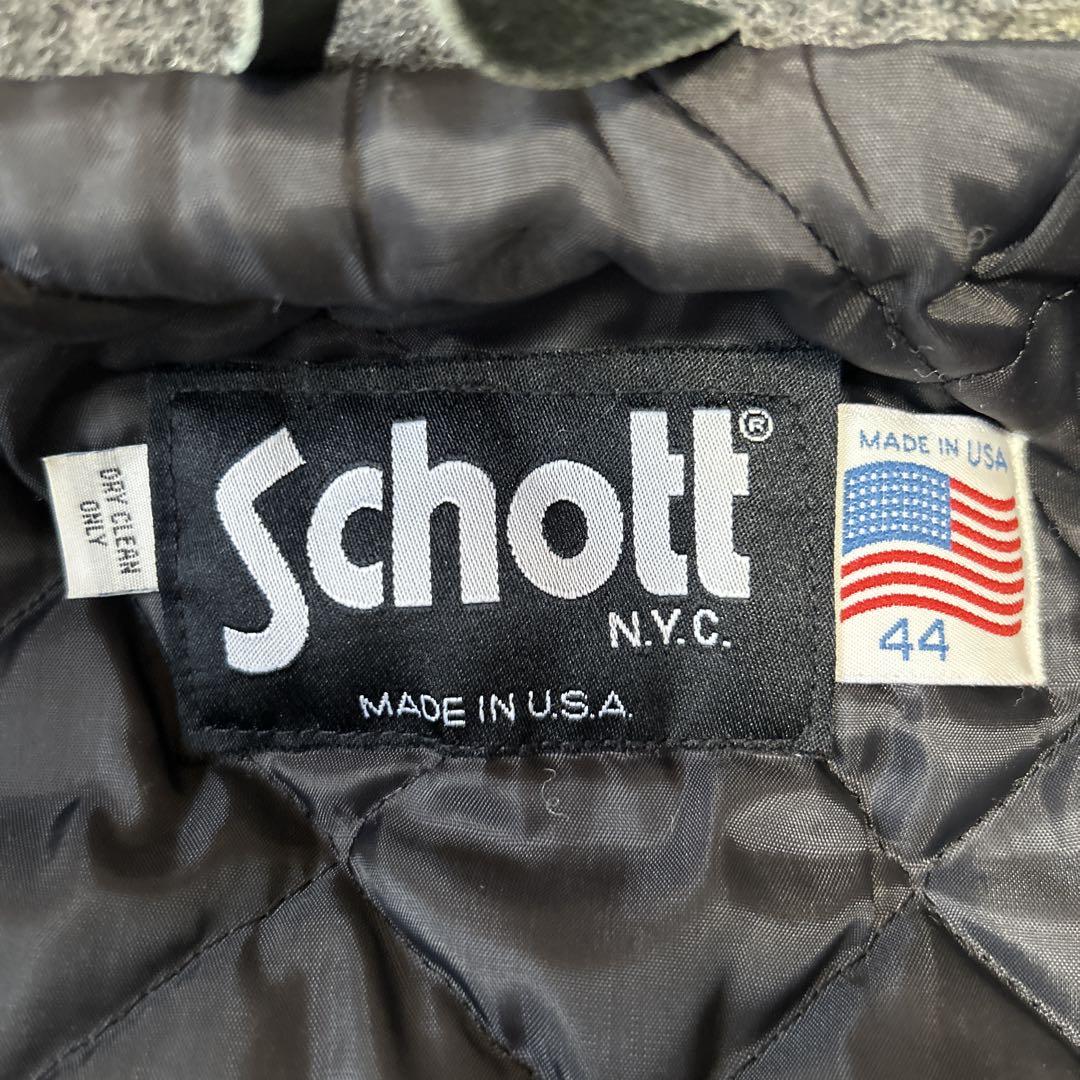 DRY CLEAN
ONLY
Schott®
N.Y.C.
MADE IN U.S.A.
MADE IN USA
44